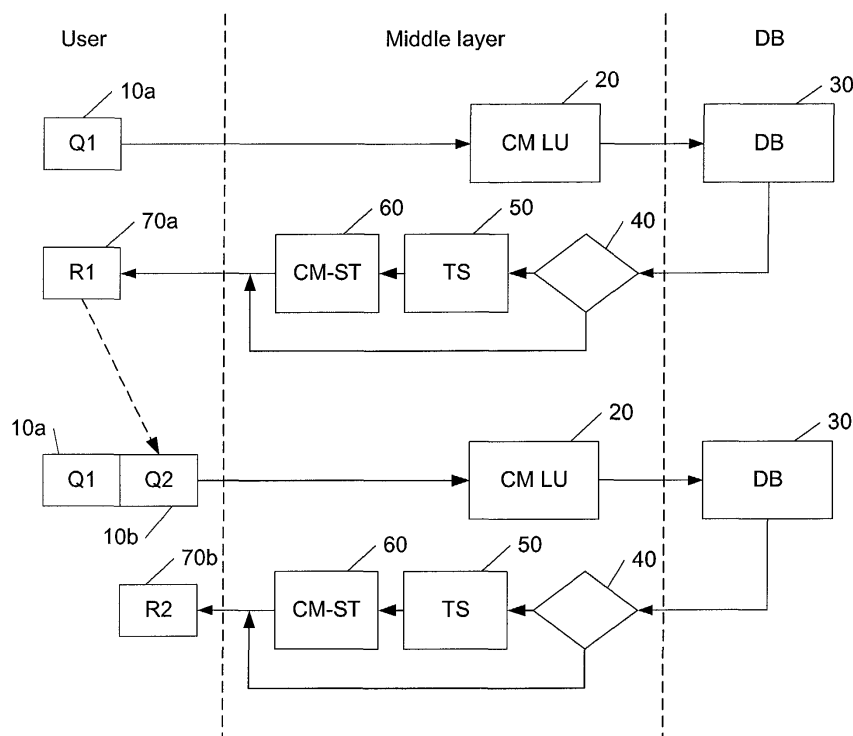 User Middle layer DB
10a 20 30
Q1 CM LU DB
70a 60 50 40
R1 CM-ST TS
10a 20 30
Q1 Q2 CM LU DB
10b
70b 60 50 40
R2 CM-ST TS